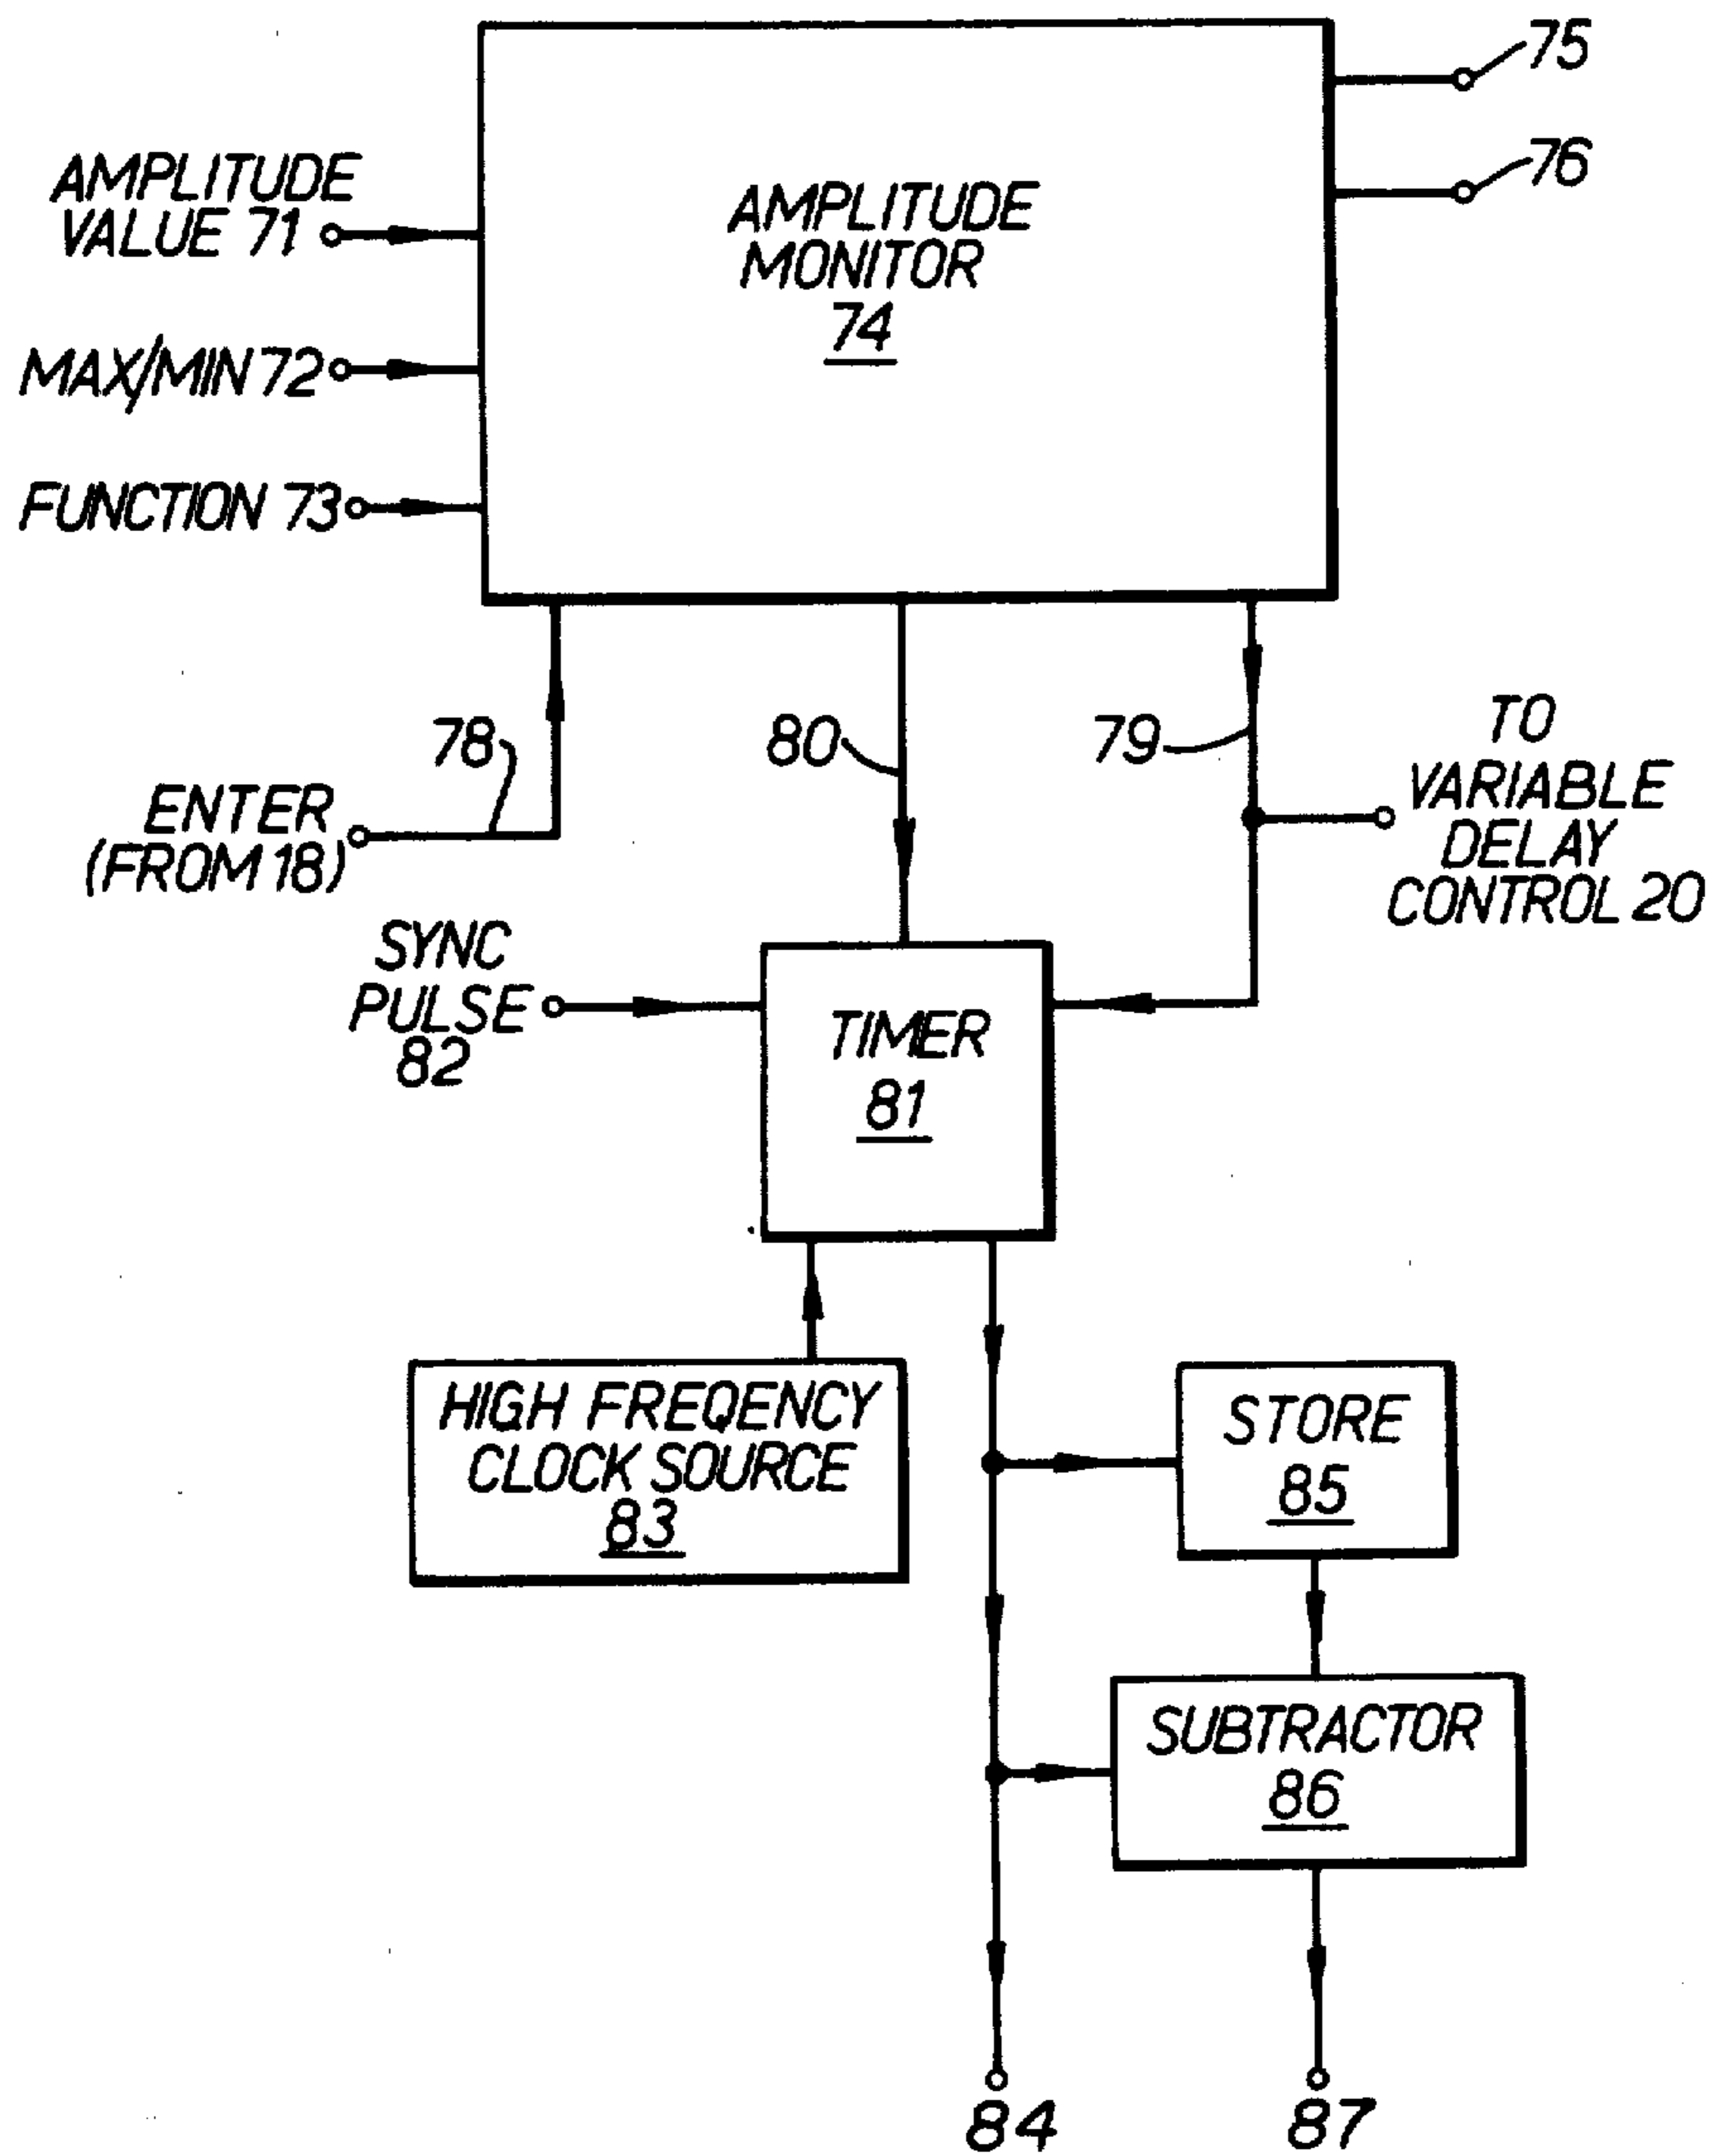 75
76
AMPLITUDE
VALUE 71
AMPLITUDE
MONITOR
74
MAX/MIN 72
FUNCTION 73
78
80
79
TO
VARIABLE
DELAY
CONTROL 20
ENTER
(FROM 18)
SYNC
PULSE
82
TIMER
81
HIGH FREQENCY
CLOCK SOURCE
83
STORE
85
SUBTRACTOR
86
84
87